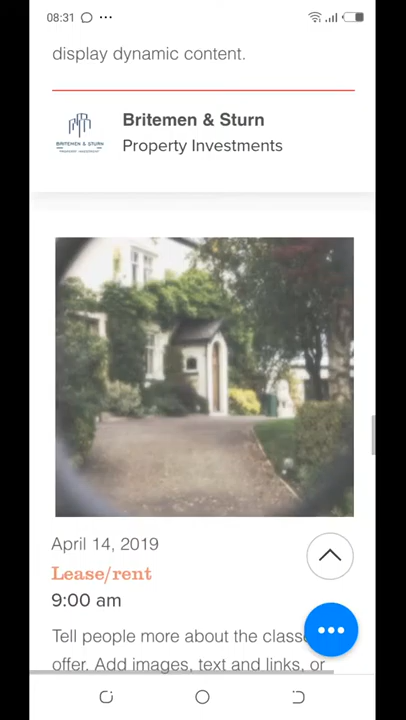 08:31
display dynamic content.
BRITEMEN & STURN
PROPERTY INVESTMENT
Britemen & Sturn
Property Investments
April 14, 2019
Lease/rent
9:00 am
Tell people more about the class
offer. Add images, text and links, or